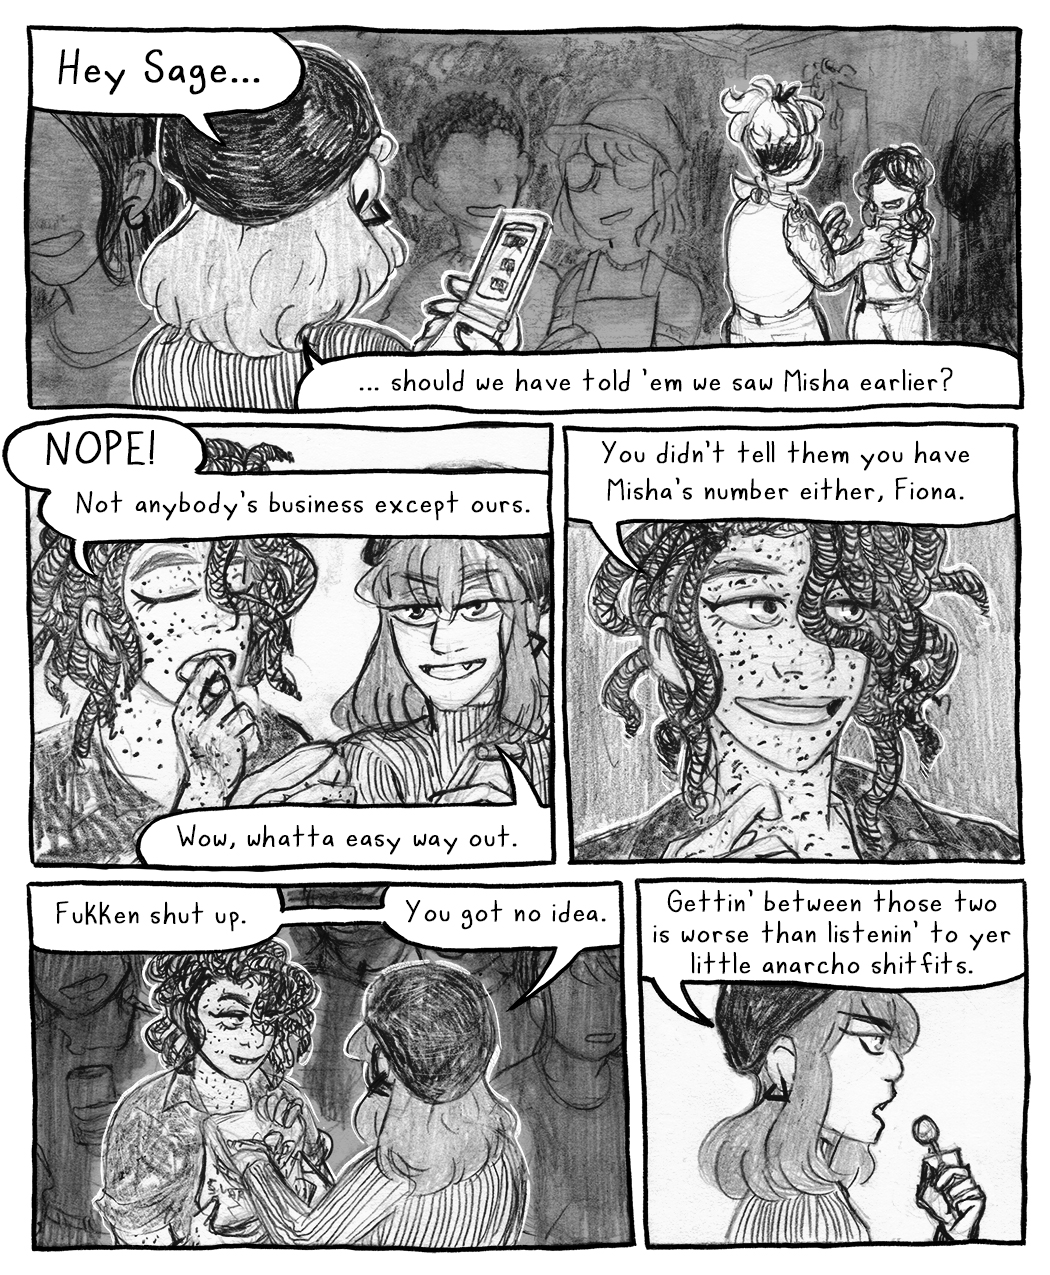 Hey Sage...
... should we have told 'em we saw Misha earlier?
NOPE!
Not anybody's business except ours.
Wow, whatta easy way out.
You didn't tell them you have
Misha's number either, Fiona.
Fukken shut up.
You got no idea.
Gettin' between those two
is worse than listenin' to yer
little anarcho shitfits.